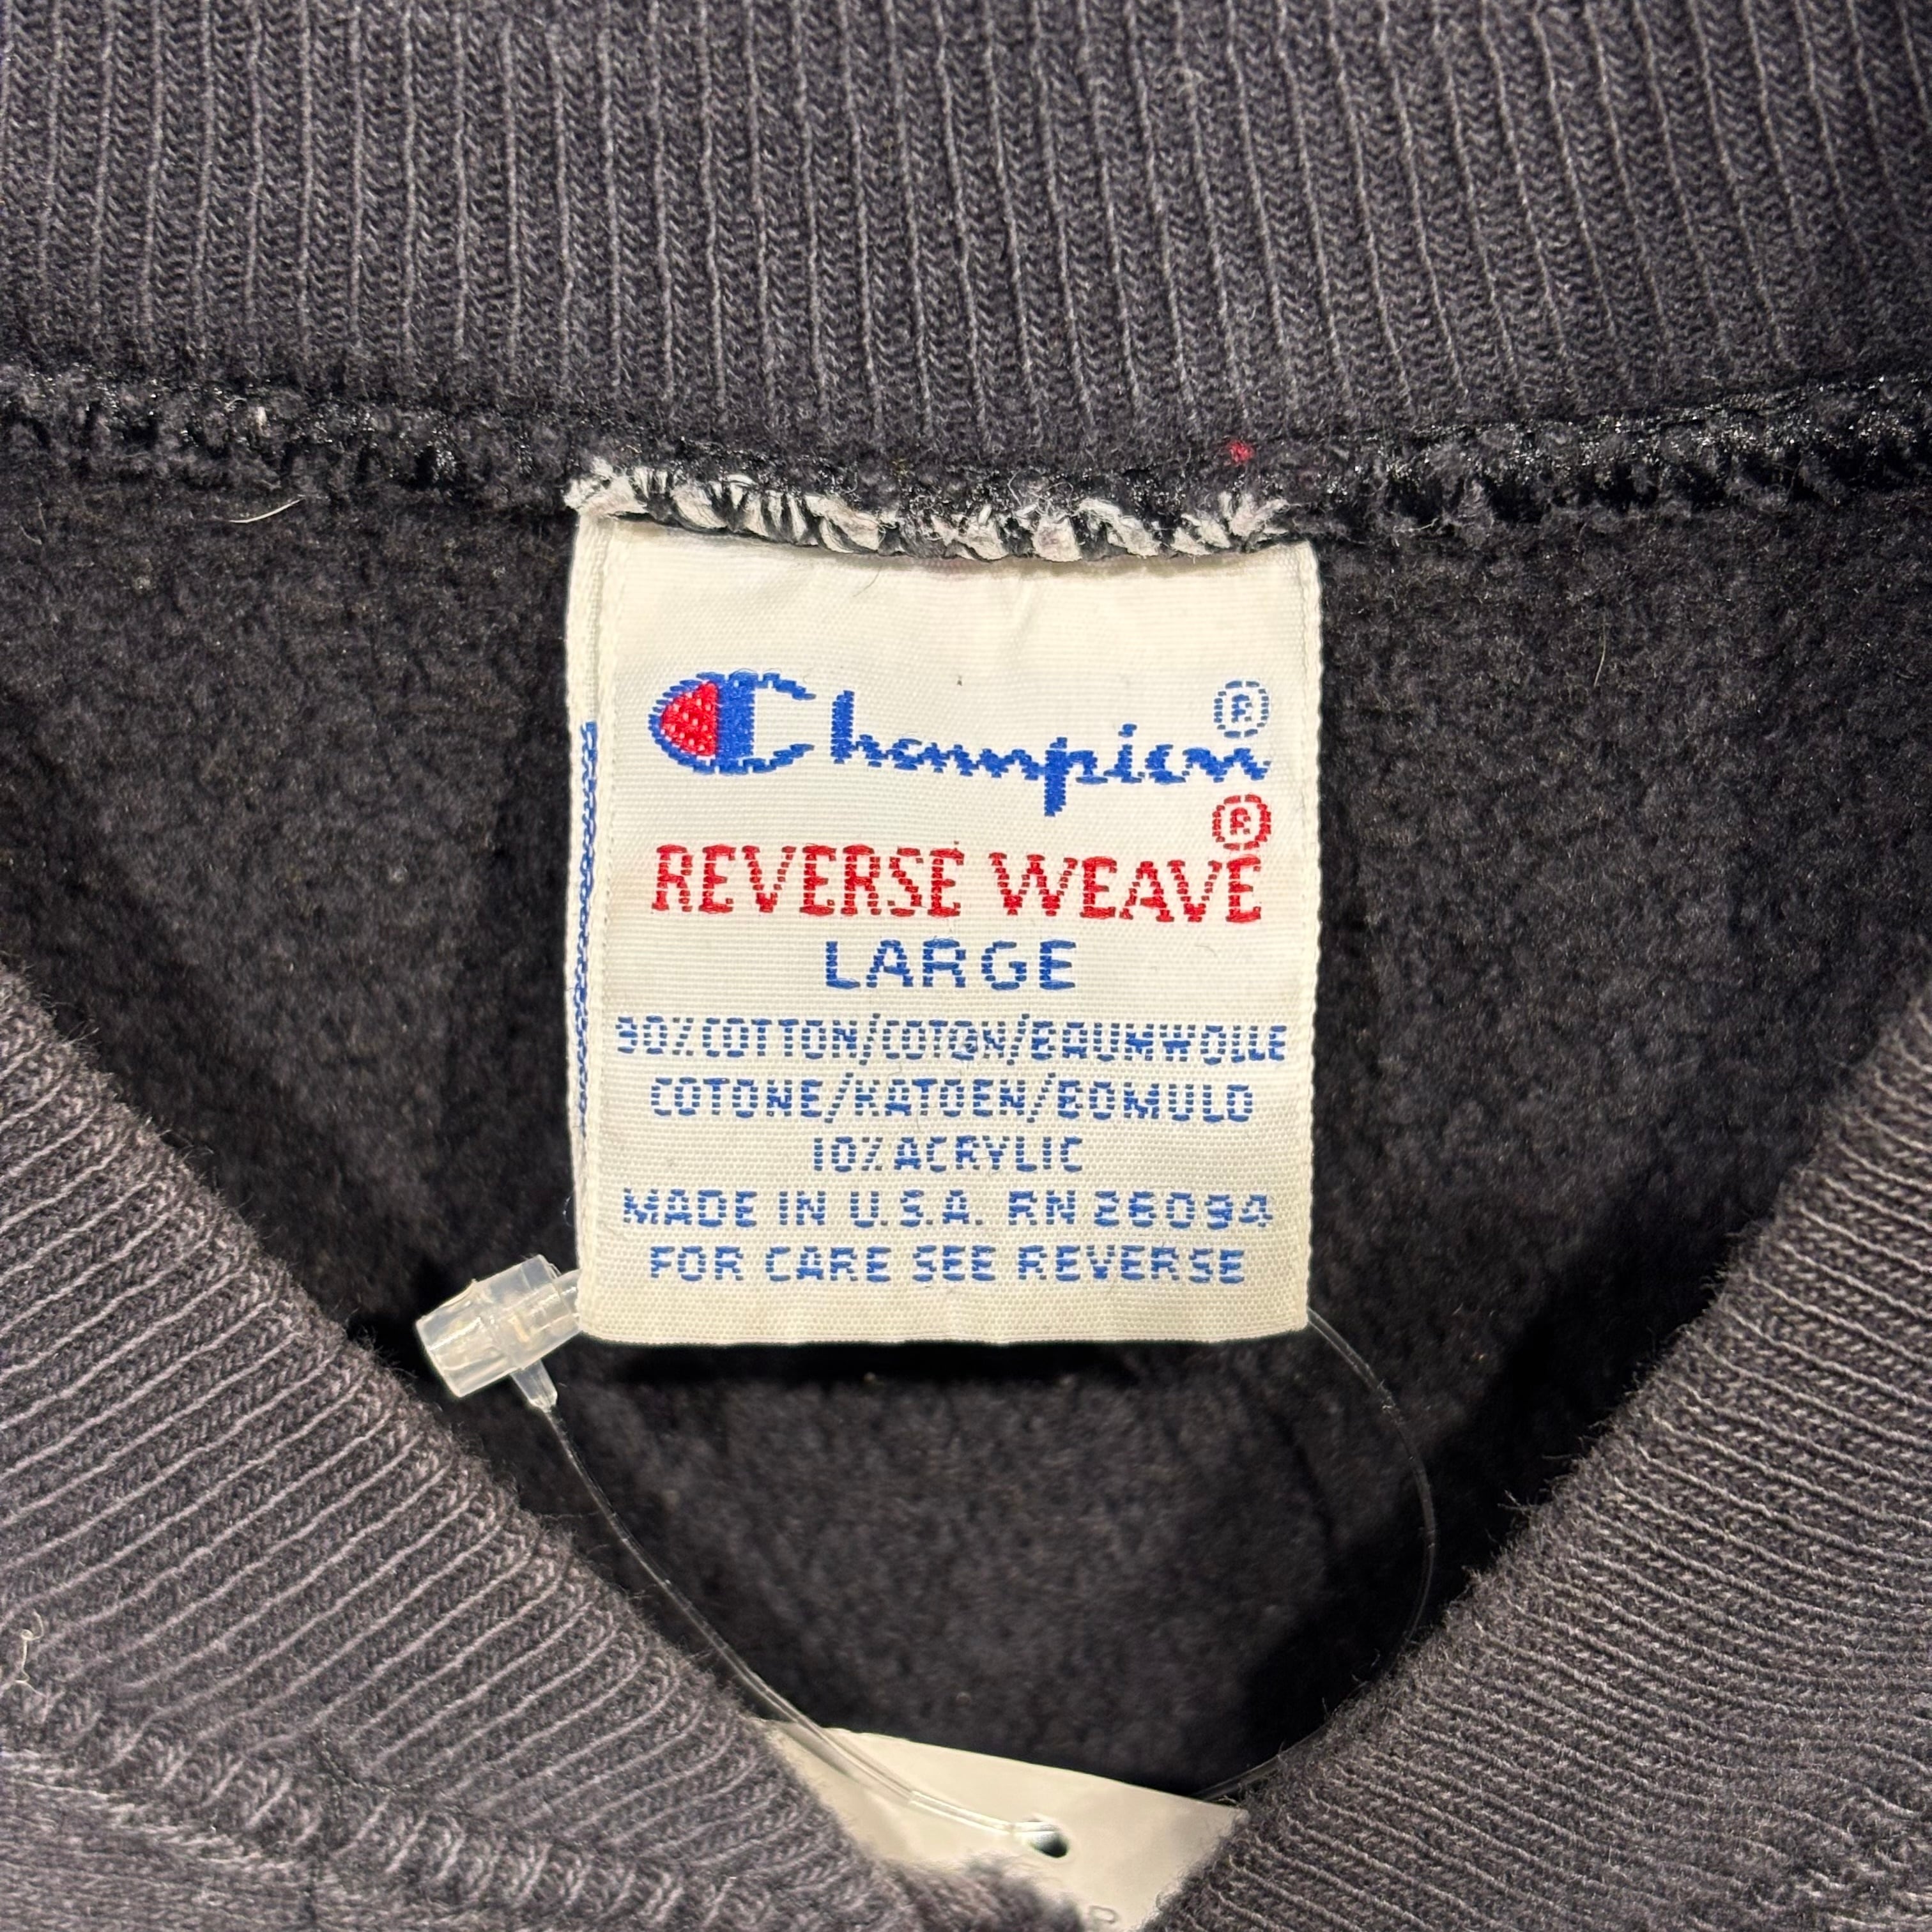 Champion®
REVERSE WEAVE®
LARGE
90% COTTON/COTON/BAUMWOLLE
COTONE/KATOEN/BOMULD
10% ACRYLIC
MADE IN U.S.A. RN 26094
FOR CARE SEE REVERSE